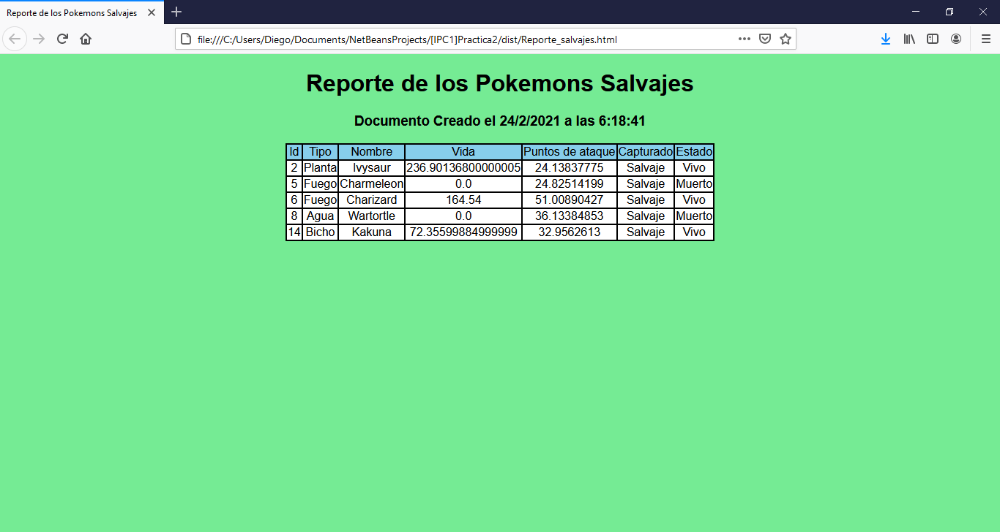 Reporte de los Pokemons Salvajes
file:///C:/Users/Diego/Documents/NetBeansProjects/[IPC1]Practica2/dist/Reporte_salvajes.html
Reporte de los Pokemons Salvajes
Documento Creado el 24/2/2021 a las 6:18:41
Id Tipo Nombre Vida Puntos de ataque Capturado Estado
2 Planta Ivysaur 236.90136800000005 24.13837775 Salvaje Vivo
5 Fuego Charmeleon 0.0 24.82514199 Salvaje Muerto
6 Fuego Charizard 164.54 51.00890427 Salvaje Vivo
8 Agua Wartortle 0.0 36.13384853 Salvaje Muerto
14 Bicho Kakuna 72.35599884999999 32.9562613 Salvaje Vivo